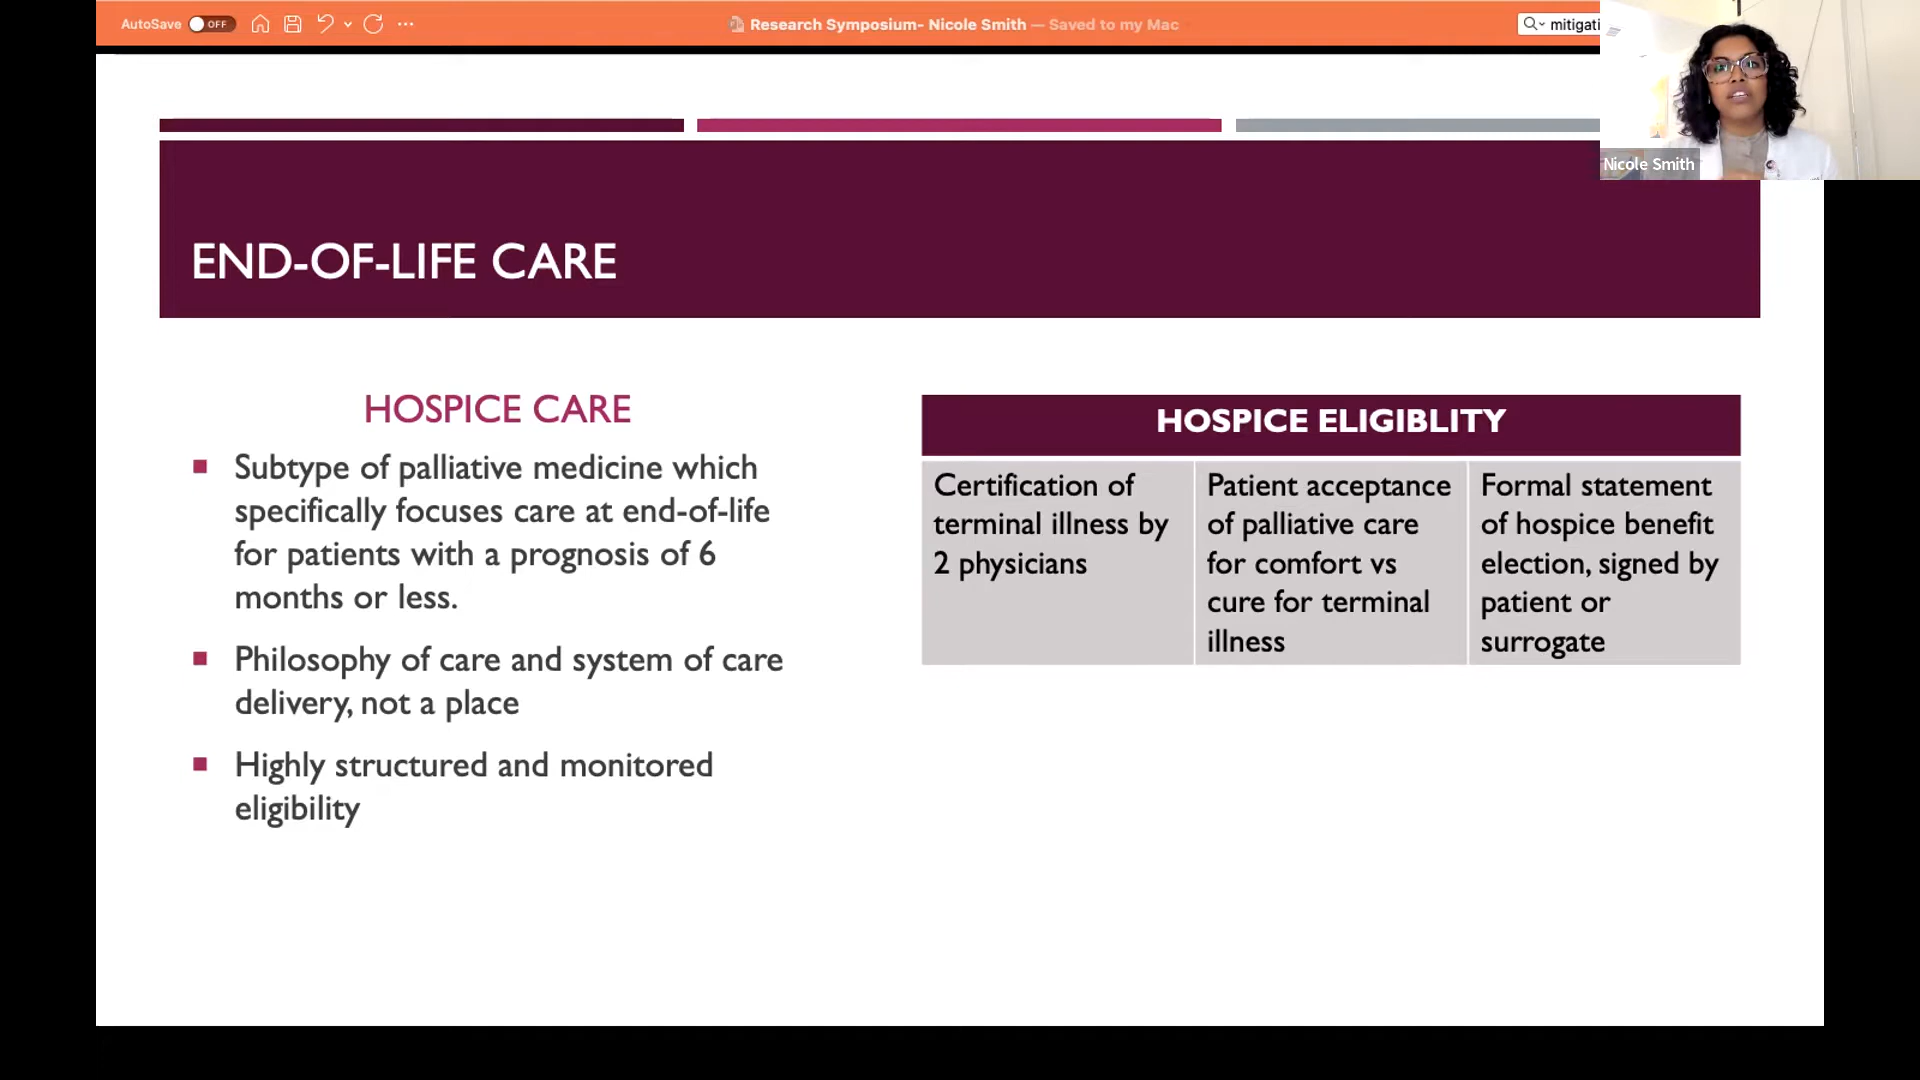 AutoSave OFF
Research Symposium- Nicole Smith — Saved to my Mac
mitigati
Nicole Smith
END-OF-LIFE CARE
HOSPICE CARE
Subtype of palliative medicine which
specifically focuses care at end-of-life
for patients with a prognosis of 6
months or less.
Philosophy of care and system of care
delivery, not a place
Highly structured and monitored
eligibility
HOSPICE ELIGIBLITY
Certification of
terminal illness by
2 physicians
Patient acceptance
of palliative care
for comfort vs
cure for terminal
illness
Formal statement
of hospice benefit
election, signed by
patient or
surrogate